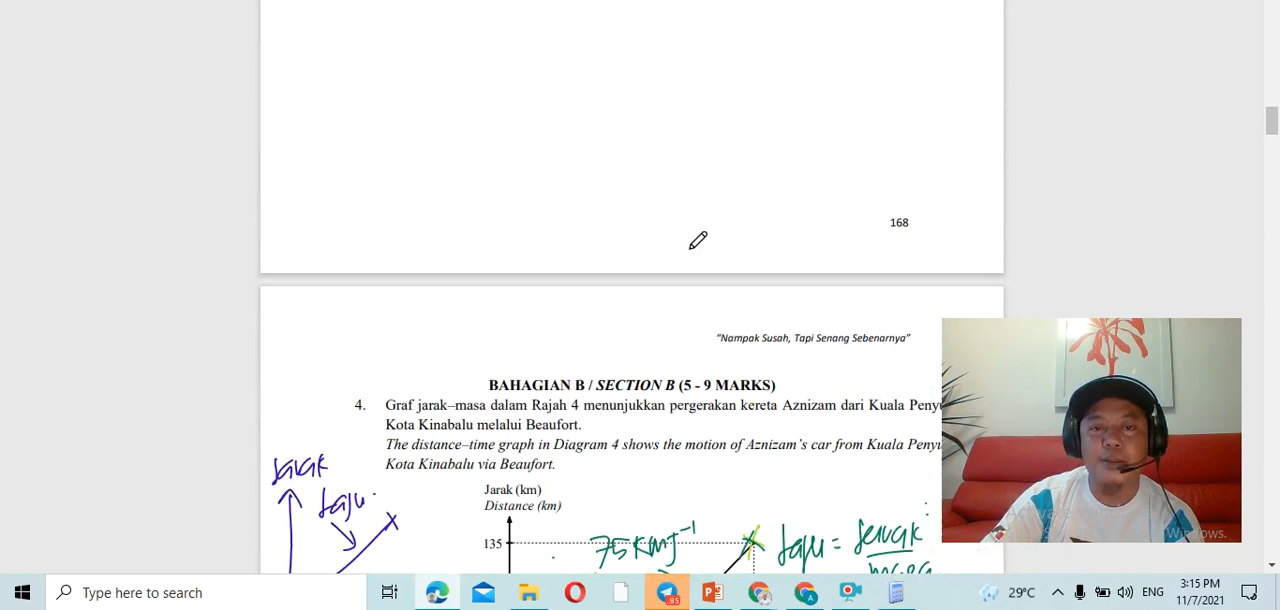 168
“Nampak Susah, Tapi Senang Sebenarnya”
BAHAGIAN B / SECTION B (5 - 9 MARKS)
4. Graf jarak–masa dalam Rajah 4 menunjukkan pergerakan kereta Aznizam dari Kuala
Kota Kinabalu melalui Beaufort.
The distance–time graph in Diagram 4 shows the motion of Aznizam’s car from Kuala
Kota Kinabalu via Beaufort.
Jarak
laju
Jarak (km)
Distance (km)
135
75 kmj⁻¹
laju = Jarak
Windows.
Type here to search
95
29°C
ENG
3:15 PM
11/7/2021